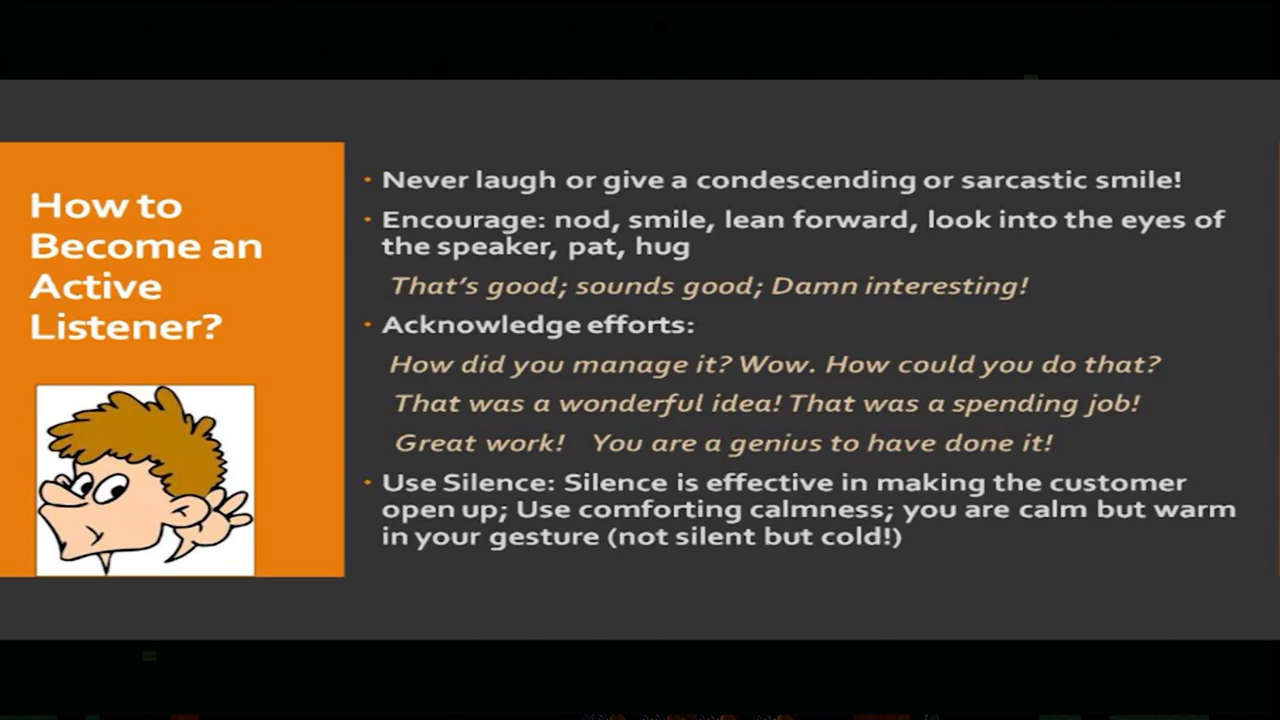 How to
Become an
Active
Listener?
• Never laugh or give a condescending or sarcastic smile!
• Encourage: nod, smile, lean forward, look into the eyes of
the speaker, pat, hug
That's good; sounds good; Damn interesting!
• Acknowledge efforts:
How did you manage it? Wow. How could you do that?
That was a wonderful idea! That was a spending job!
Great work! You are a genius to have done it!
• Use Silence: Silence is effective in making the customer
open up; Use comforting calmness; you are calm but warm
in your gesture (not silent but cold!)